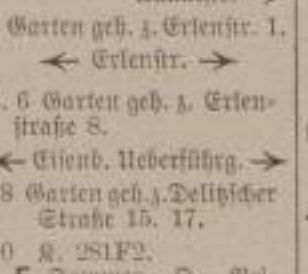 Garten geh. z. Erlenstr. 1.
← Erlenstr. →
. 6 Garten geh. z. Erlen-
straße 8.
← Eisenb. Ueberführg. →
8 Garten geh. z. Delitzscher
Straße 15. 17.
0 K. 281F2.